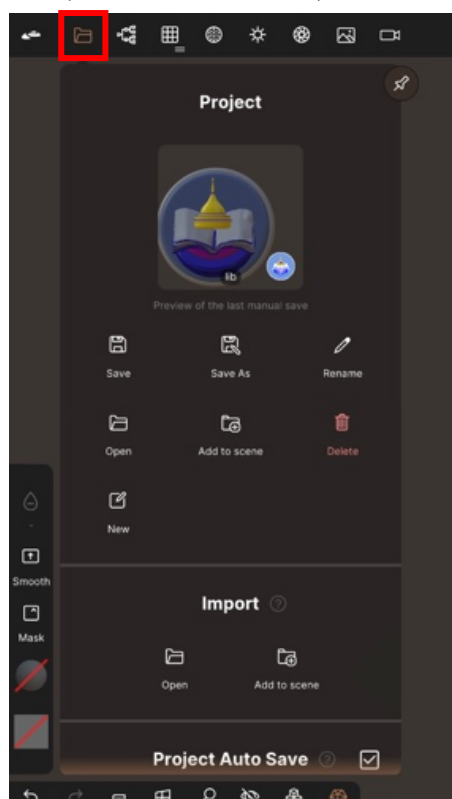 Project
lib
Preview of the last manual save
Save Save As Rename
Open Add to scene Delete
New
Smooth
Import
Mask
Open Add to scene
Project Auto Save